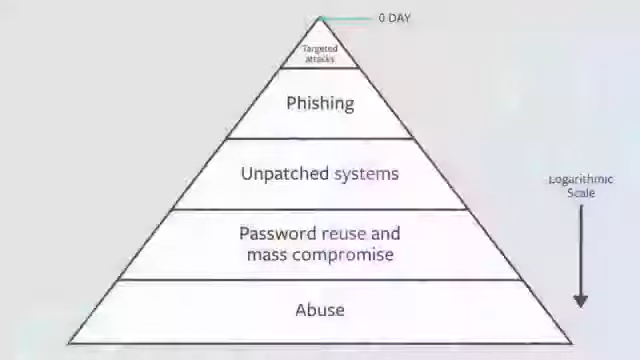 0 DAY
Targeted
attacks
Phishing
Unpatched systems
Logarithmic
Scale
Password reuse and
mass compromise
Abuse